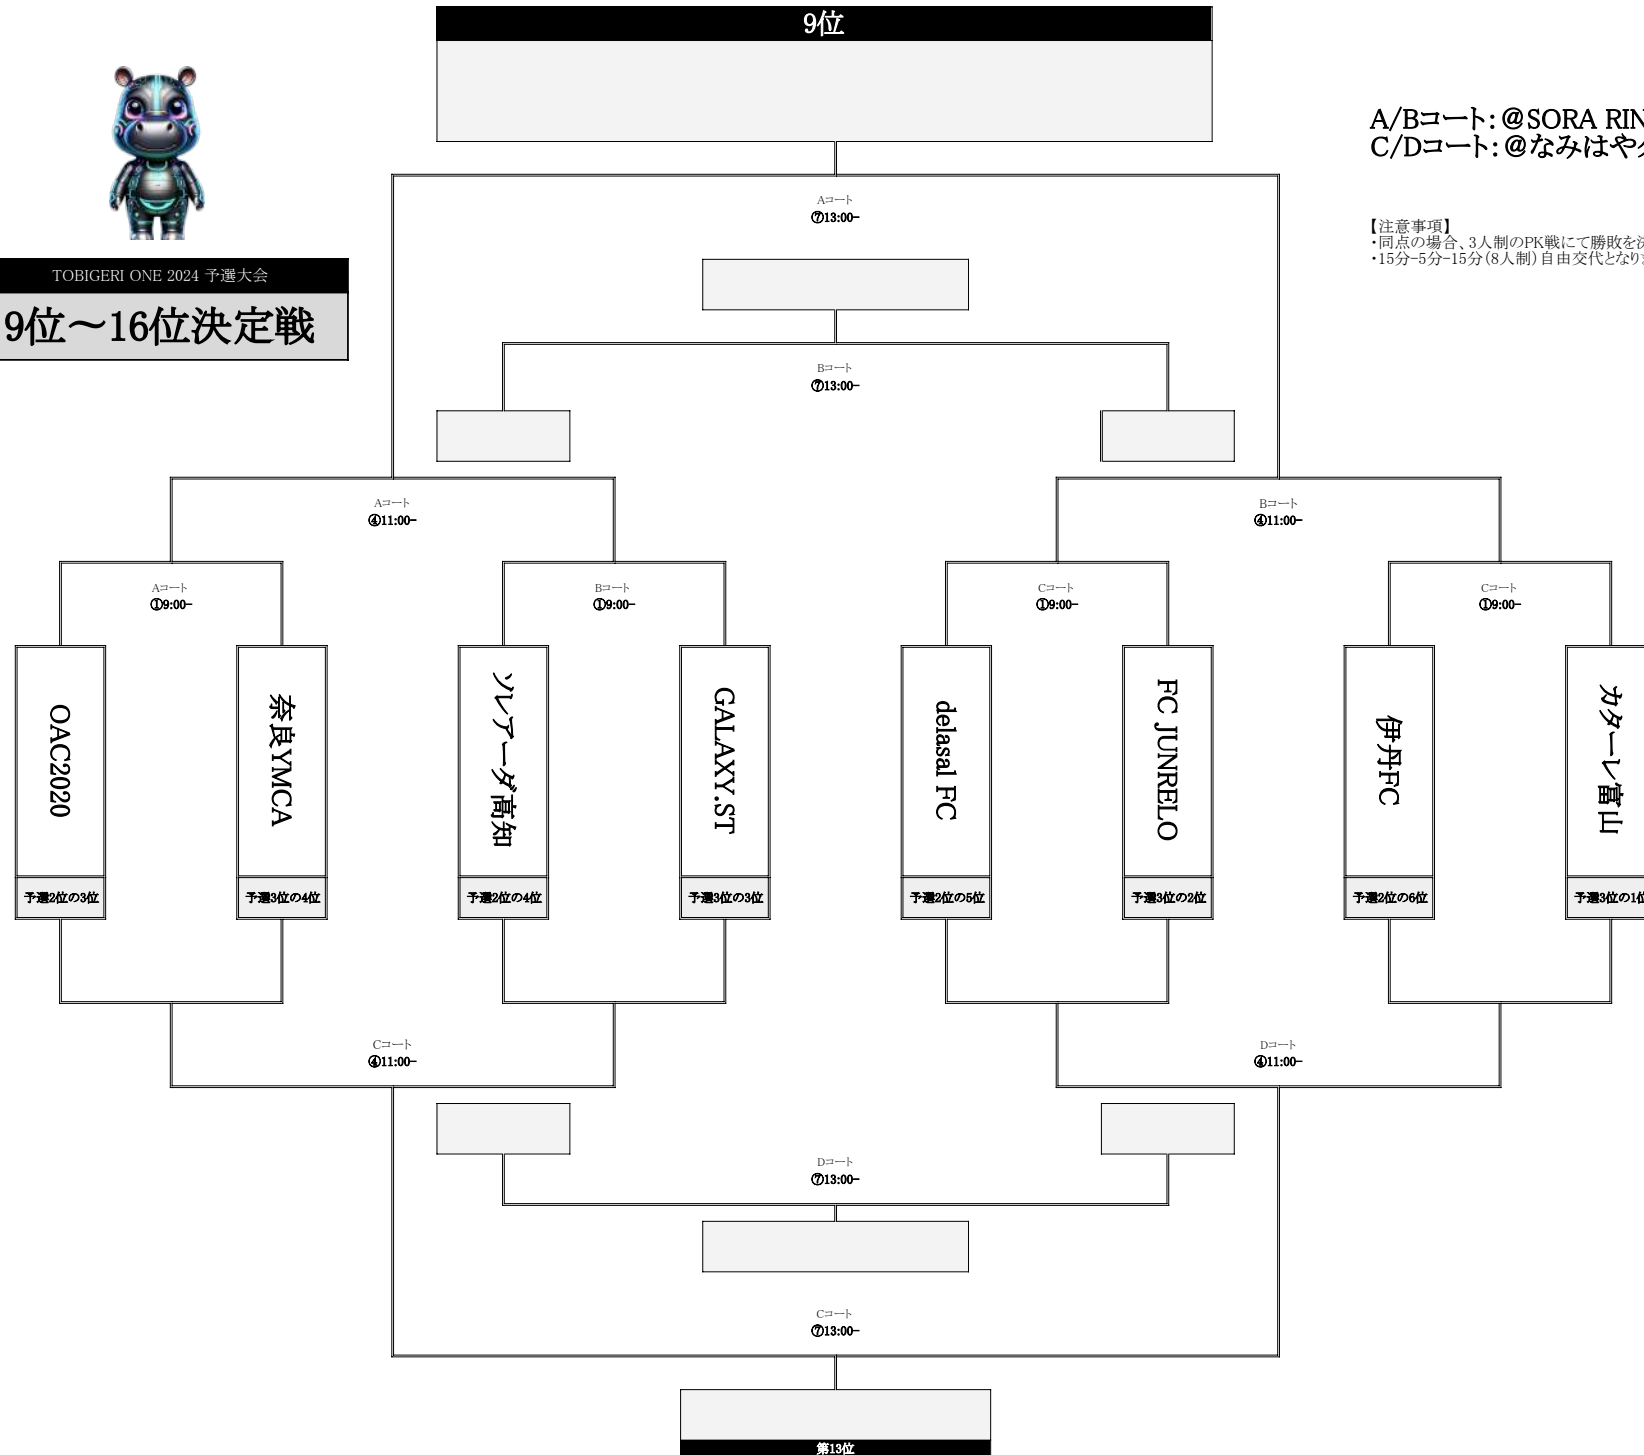 9位
A/Bコート：@SORA RIN
C/Dコート：@なみはや
【注意事項】
・同点の場合、3人制のPK戦にて勝敗を
・15分-5分-15分（8人制）自由交代となり
TOBIGERI ONE 2024 予選大会
9位～16位決定戦
Aコート
⑦13:00-
Bコート
⑦13:00-
Aコート
④11:00-
Bコート
④11:00-
Aコート
①9:00-
Bコート
①9:00-
Cコート
①9:00-
Cコート
①9:00-
OAC2020
奈良YMCA
ソレアーダ高知
GALAXY.ST
delasal FC
FC JUNRELO
伊丹FC
カターレ富山
予選2位の3位
予選3位の4位
予選2位の4位
予選3位の3位
予選2位の5位
予選3位の2位
予選2位の6位
予選3位の1位
Cコート
④11:00-
Dコート
④11:00-
Dコート
⑦13:00-
Cコート
⑦13:00-
第13位